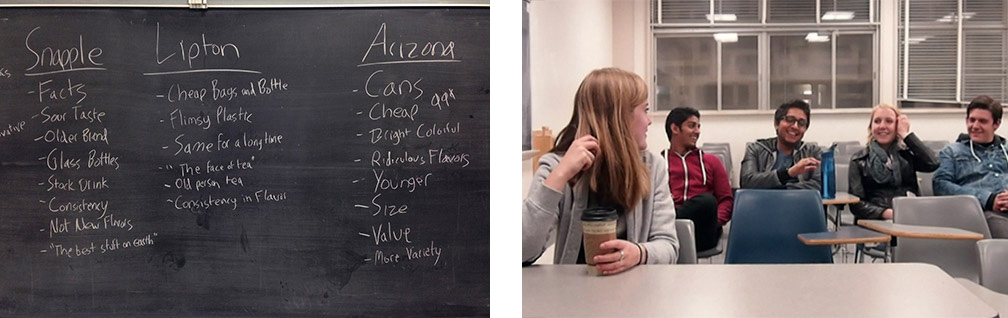 Snapple
- Facts
- Sour Taste
- Older Brand
- Glass Bottles
- Stock Drink
- Consistency
- Not New Flavors
- "The best stuff on earth"
Lipton
- Cheap Bags and Bottle
- Flimsy Plastic
- Same for a long time
- "The face of tea"
- Old person tea
- Consistency in Flavor
Arizona
- Cans
- Cheap 99¢
- Bright Colorful
- Ridiculous Flavors
- Younger
- Size
- Value
- More Variety